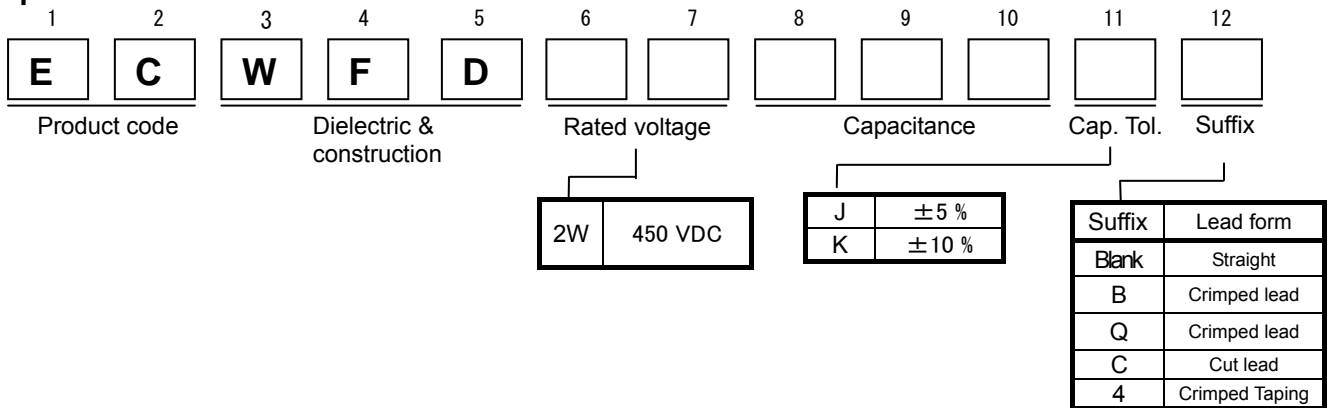 1 2 3 4 5 6 7 8 9 10 11 12
E C W F D
Product code Dielectric & construction Rated voltage Capacitance Cap. Tol. Suffix
2W 450 VDC
J ±5 %
K ±10 %
Suffix Lead form
Blank Straight
B Crimped lead
Q Crimped lead
C Cut lead
4 Crimped Taping